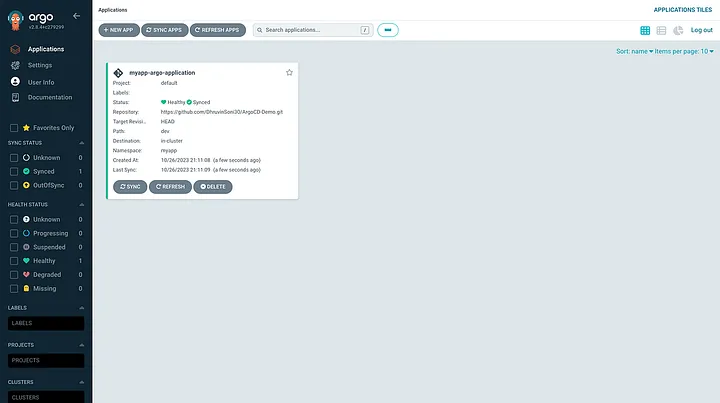 argo
v2.8.4+c279299
Applications
Settings
User Info
Documentation
Favorites Only
SYNC STATUS
Unknown 0
Synced 1
OutOfSync 0
HEALTH STATUS
Unknown 0
Progressing 0
Suspended 0
Healthy 1
Degraded 0
Missing 0
LABELS
LABELS
PROJECTS
PROJECTS
CLUSTERS
CLUSTERS
Applications
APPLICATIONS TILES
+ NEW APP
SYNC APPS
REFRESH APPS
Search applications...
/
Log out
Sort: name Items per page: 10
myapp-argo-application
Project: default
Labels:
Status: Healthy Synced
Repository: https://github.com/DhruvinSoni30/ArgoCD-Demo.git
Target Revisi... HEAD
Path: dev
Destination: in-cluster
Namespace: myapp
Created At: 10/26/2023 21:11:08 (a few seconds ago)
Last Sync: 10/26/2023 21:11:09 (a few seconds ago)
SYNC
REFRESH
DELETE